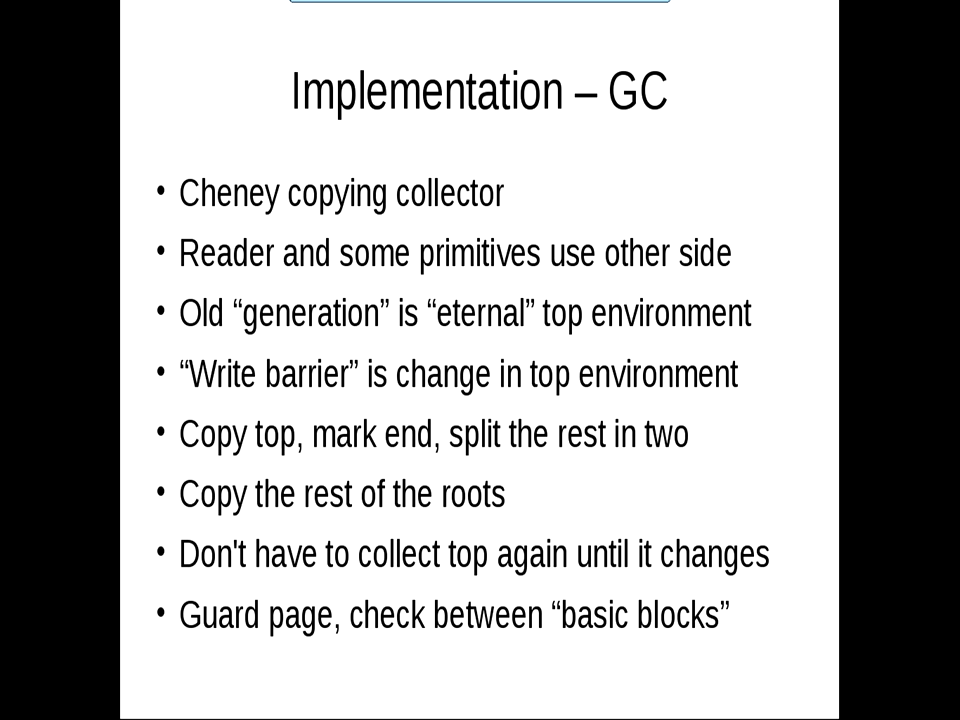 Implementation – GC
• Cheney copying collector
• Reader and some primitives use other side
• Old “generation” is “eternal” top environment
• “Write barrier” is change in top environment
• Copy top, mark end, split the rest in two
• Copy the rest of the roots
• Don't have to collect top again until it changes
• Guard page, check between “basic blocks”